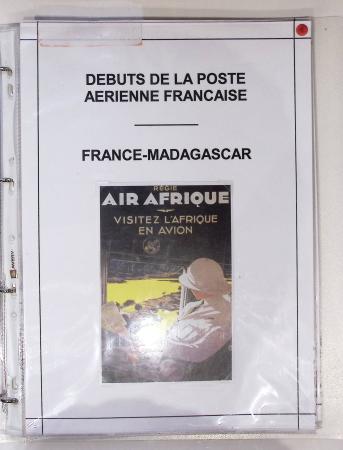 DEBUTS DE LA POSTE
AERIENNE FRANCAISE
FRANCE-MADAGASCAR
RÉGIE
AIR AFRIQUE
VISITEZ L'AFRIQUE
EN AVION